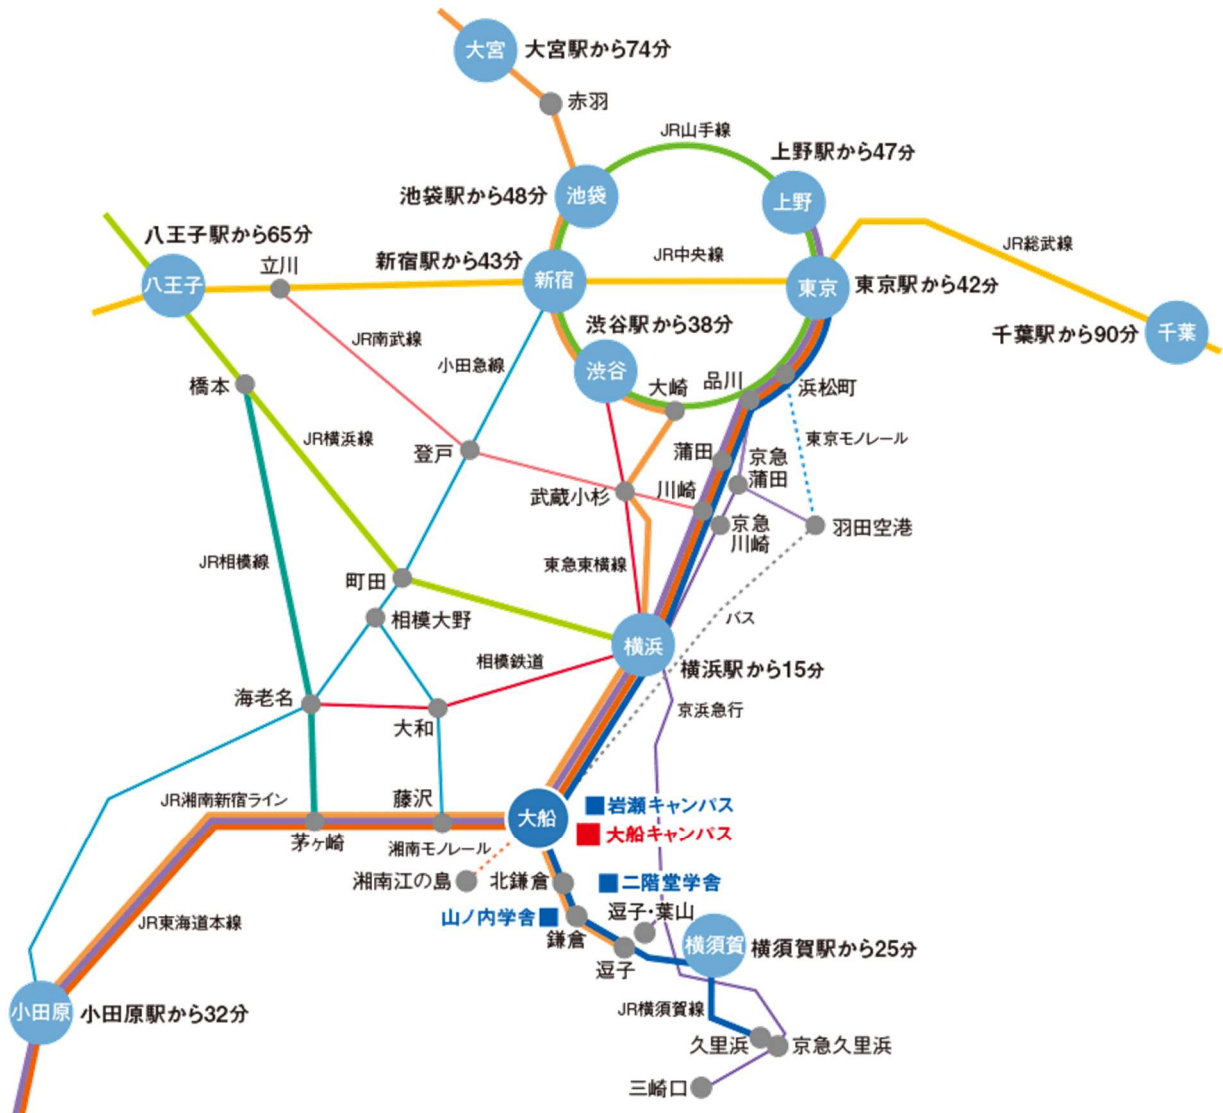 大宮
大宮駅から74分
赤羽
JR山手線
上野駅から47分
池袋駅から48分
池袋
上野
八王子駅から65分
立川
新宿駅から43分
新宿
JR中央線
東京
東京駅から42分
JR総武線
八王子
千葉駅から90分
千葉
渋谷駅から38分
JR南武線
小田急線
渋谷
大崎
品川
浜松町
橋本
JR横浜線
登戸
蒲田
京急
蒲田
東京モノレール
武蔵小杉
川崎
京急
川崎
羽田空港
JR相模線
東急東横線
町田
相模大野
バス
横浜
相模鉄道
横浜駅から15分
海老名
大和
京浜急行
JR湘南新宿ライン
藤沢
大船
岩瀬キャンパス
大船キャンパス
茅ヶ崎
湘南モノレール
湘南江の島
北鎌倉
二階堂学舎
山ノ内学舎
逗子・葉山
JR東海道本線
鎌倉
逗子
横須賀
横須賀駅から25分
小田原
小田原駅から32分
JR横須賀線
久里浜
京急久里浜
三崎口